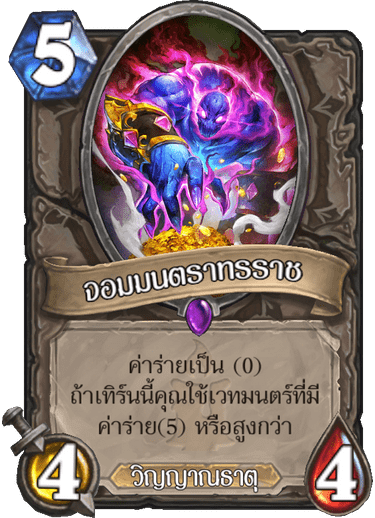 5
จอมมนตราทรราช
ค่าร่ายเป็น (0)
ถ้าเทิร์นนี้คุณใช้เวทมนตร์ที่มี
ค่าร่าย(5) หรือสูงกว่า
4
วิญญาณธาตุ
4